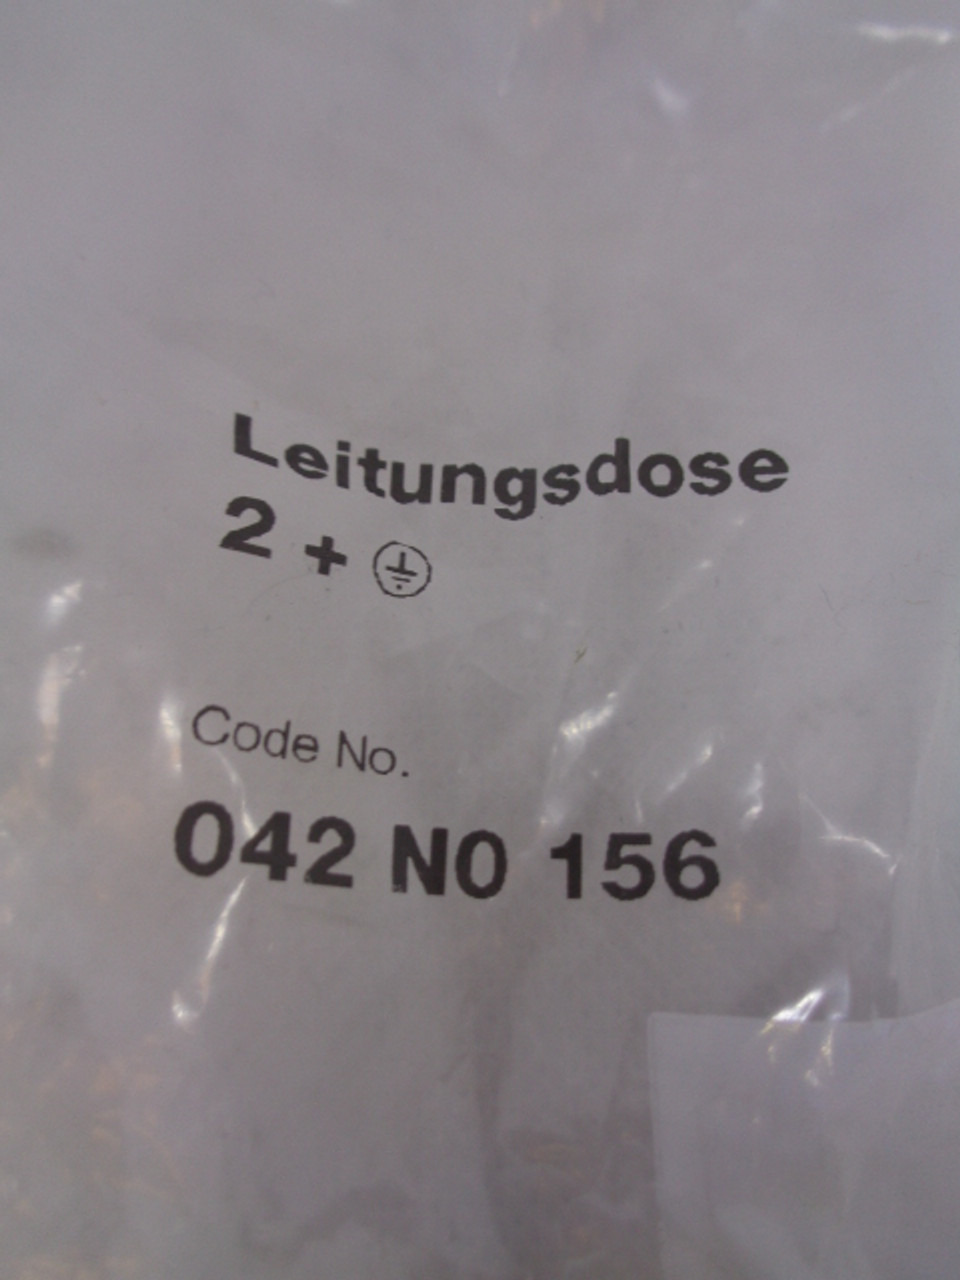 Leitungsdose
2 + ⏚
Code No.
042 N0 156